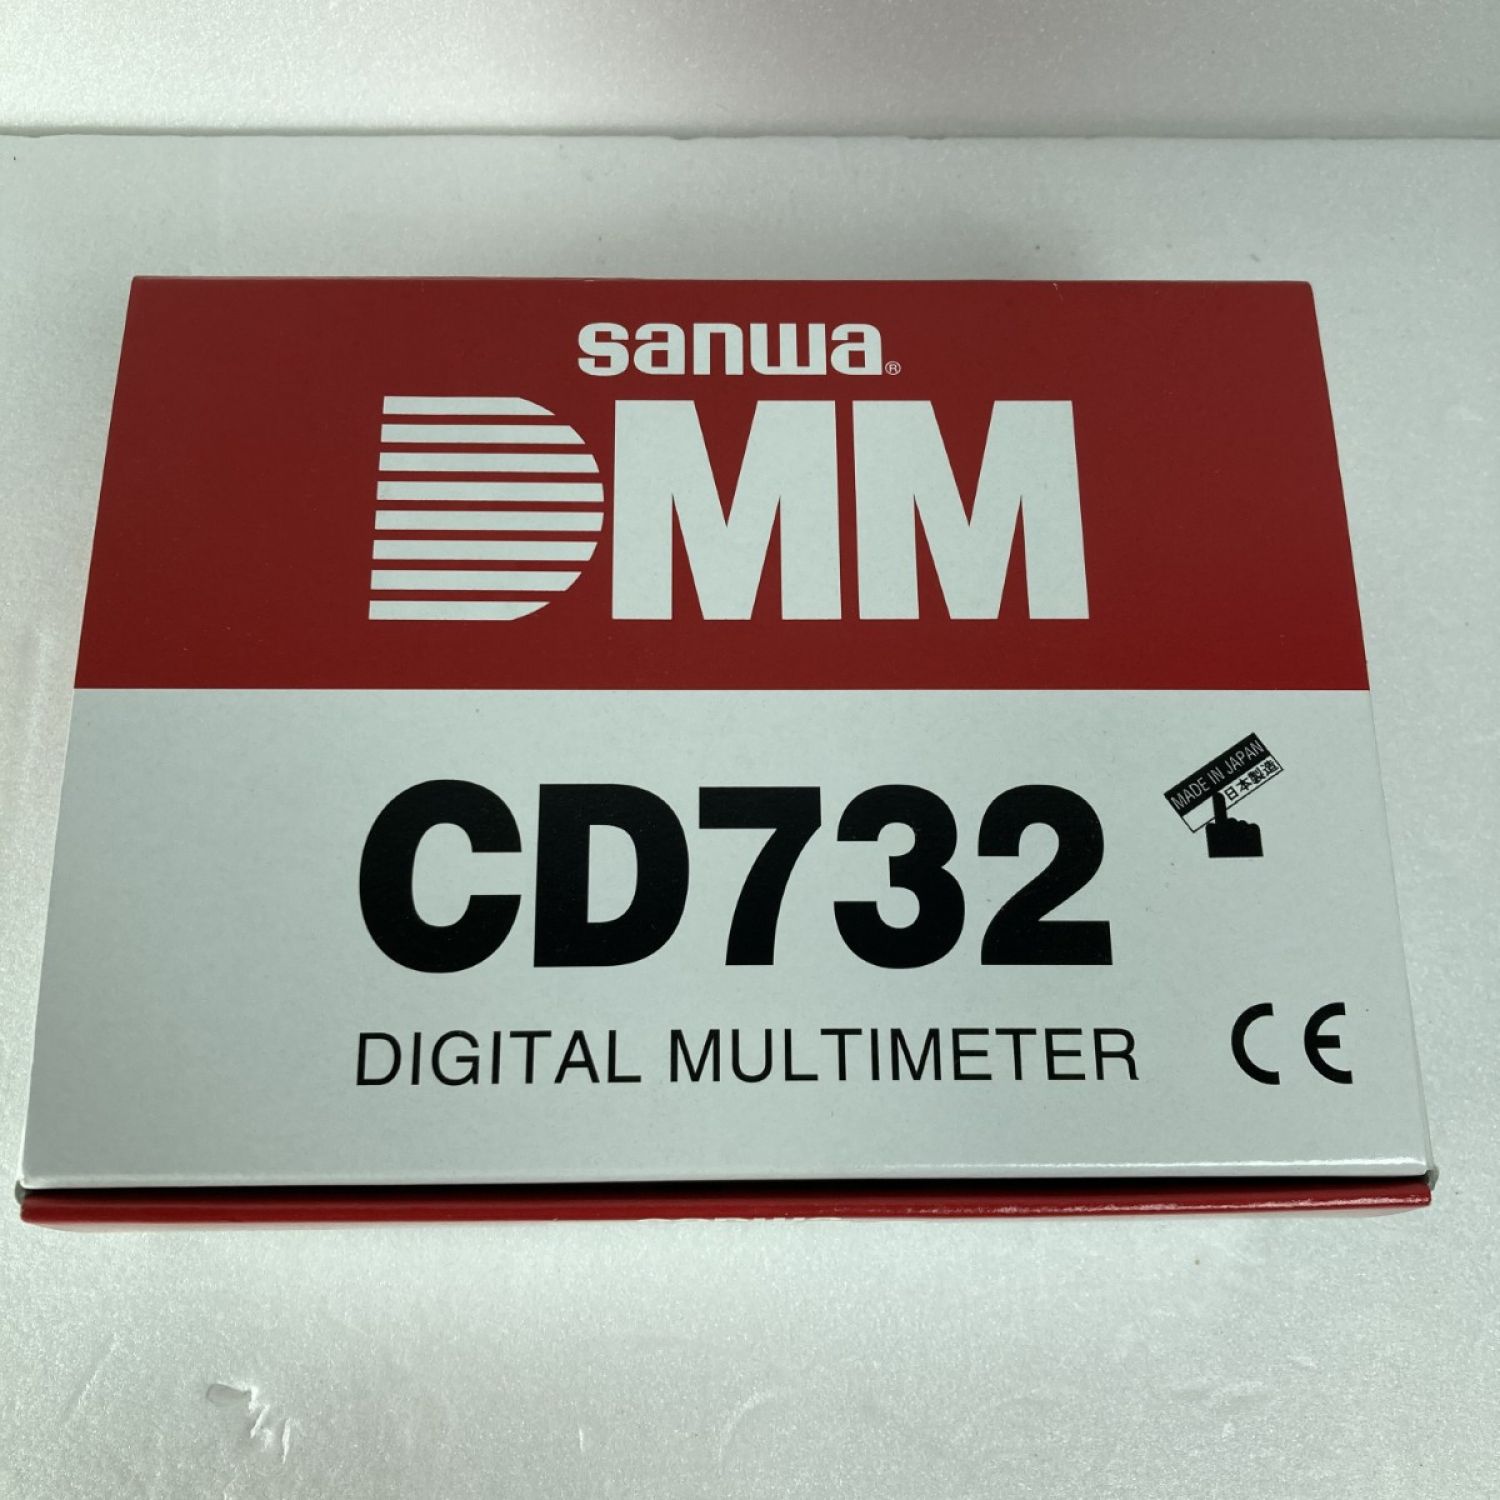 sanwa®
DMM
CD732
MADE IN JAPAN
日本製造
DIGITAL MULTIMETER
CE